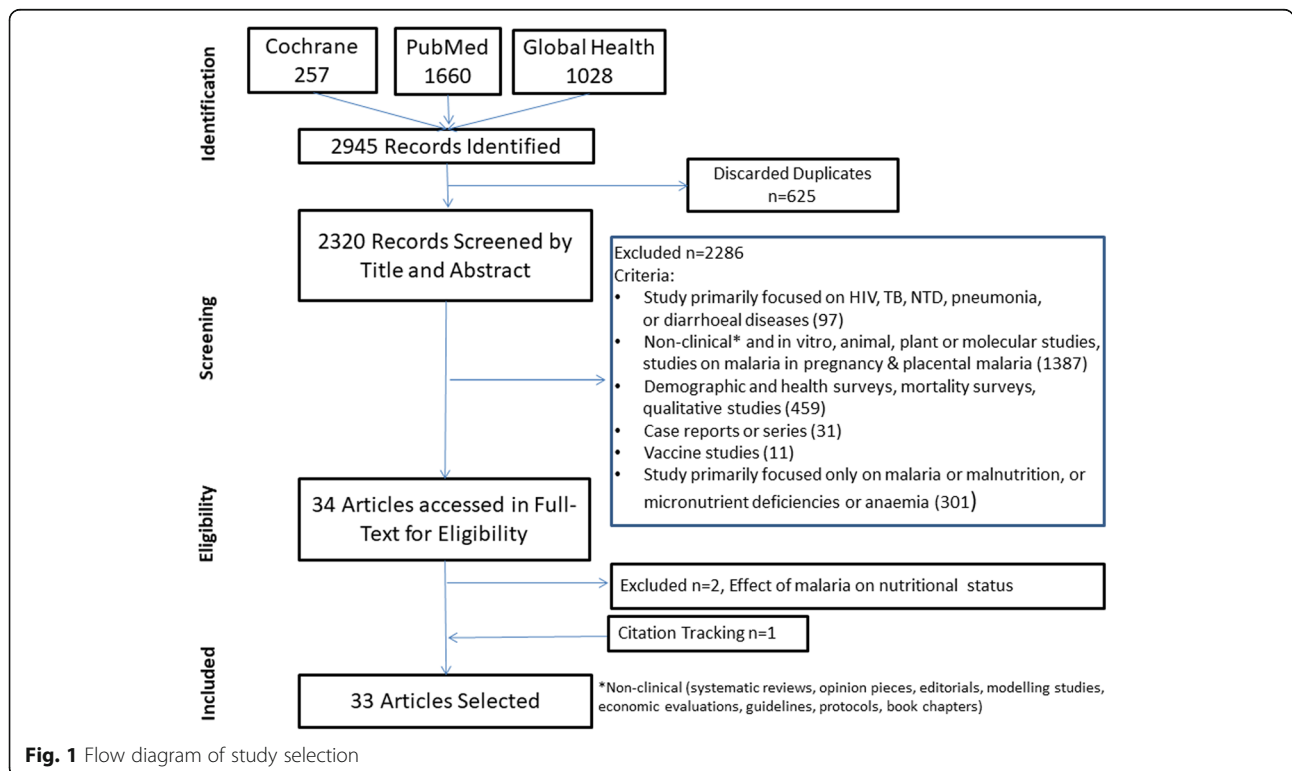 Identification
Cochrane
257
PubMed
1660
Global Health
1028
2945 Records Identified
Discarded Duplicates
n=625
Screening
2320 Records Screened by
Title and Abstract
Excluded n=2286
Criteria:
• Study primarily focused on HIV, TB, NTD, pneumonia,
or diarrhoeal diseases (97)
• Non-clinical* and in vitro, animal, plant or molecular studies,
studies on malaria in pregnancy & placental malaria (1387)
• Demographic and health surveys, mortality surveys,
qualitative studies (459)
• Case reports or series (31)
• Vaccine studies (11)
• Study primarily focused only on malaria or malnutrition, or
micronutrient deficiencies or anaemia (301)
Eligibility
34 Articles accessed in Full-
Text for Eligibility
Excluded n=2, Effect of malaria on nutritional status
Citation Tracking n=1
Included
33 Articles Selected
*Non-clinical (systematic reviews, opinion pieces, editorials, modelling studies,
economic evaluations, guidelines, protocols, book chapters)
Fig. 1 Flow diagram of study selection